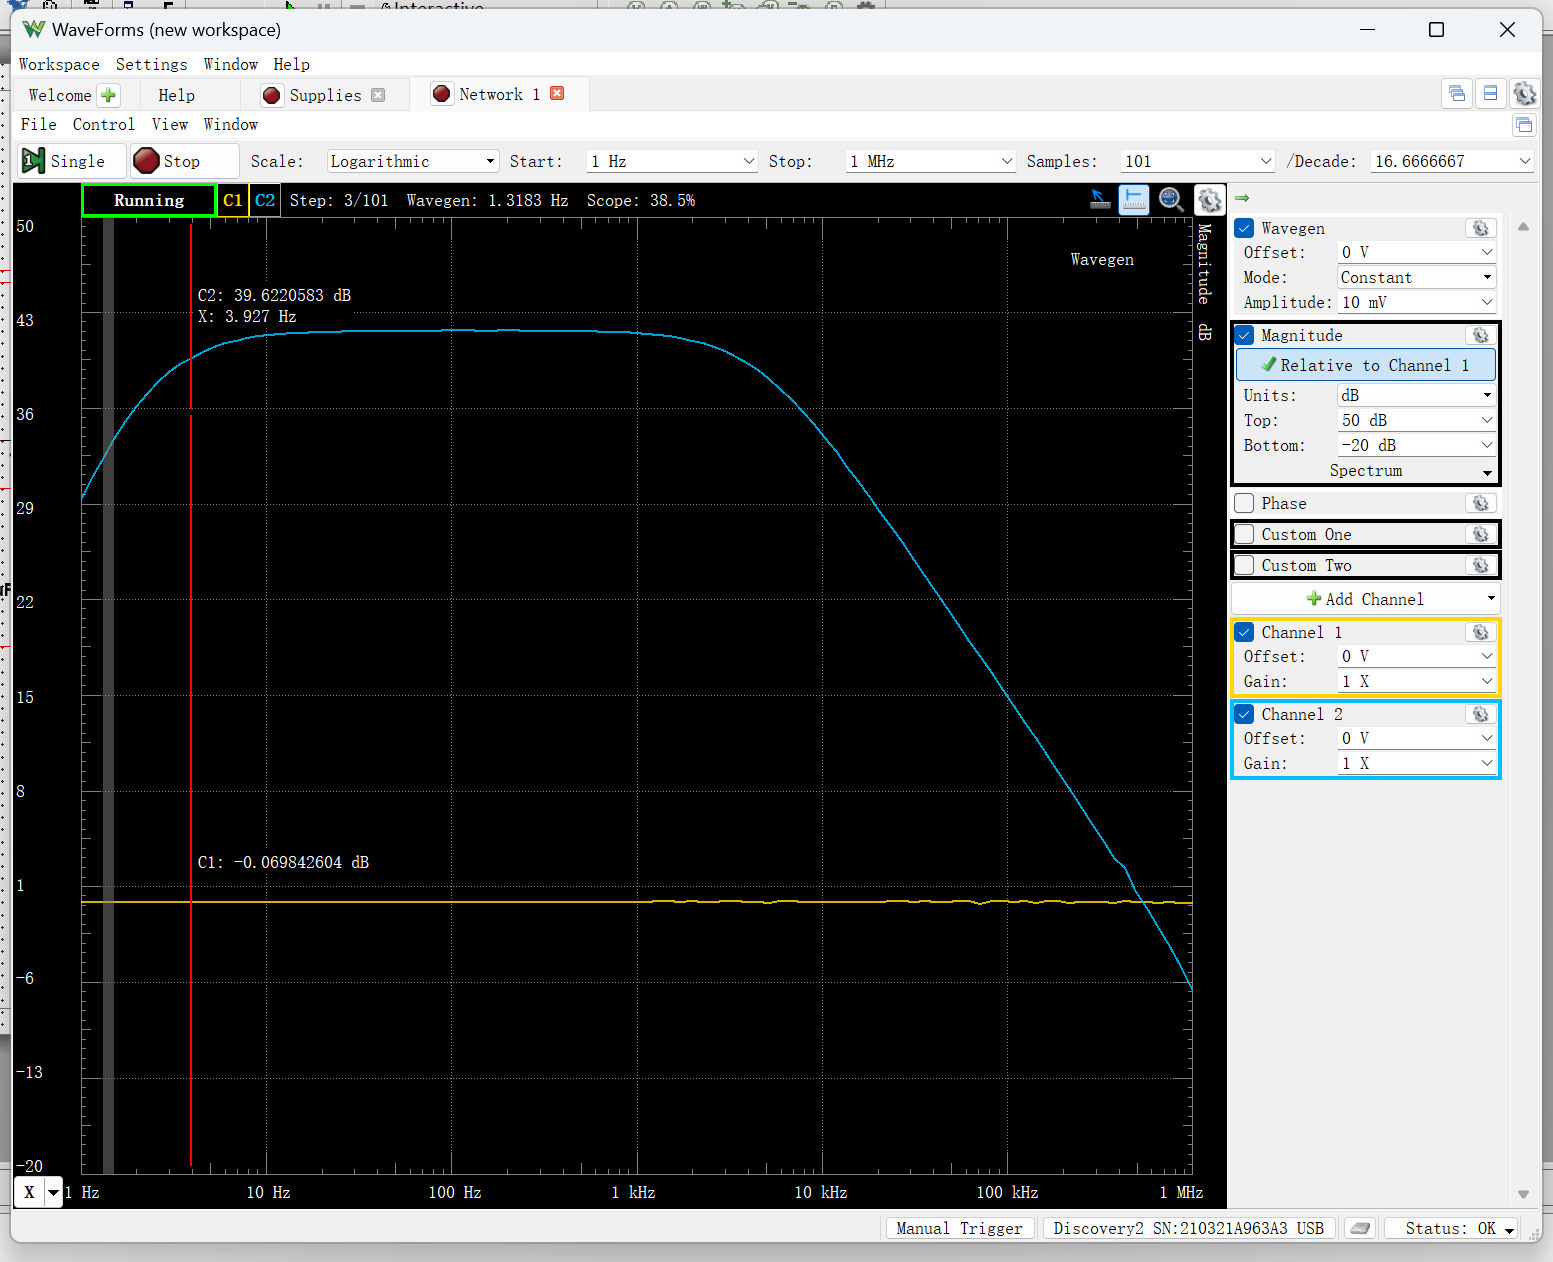 Interactive
WaveForms (new workspace)
Workspace Settings Window Help
Welcome Help Supplies Network 1
File Control View Window
Single Stop Scale: Logarithmic Start: 1 Hz Stop: 1 MHz Samples: 101 /Decade: 16.6666667
Running C1 C2 Step: 3/101 Wavegen: 1.3183 Hz Scope: 38.5%
50
43
36
29
22
15
8
1
-6
-13
-20
C2: 39.6220583 dB
X: 3.927 Hz
C1: -0.069842604 dB
Wavegen
Magnitude dB
X 1 Hz 10 Hz 100 Hz 1 kHz 10 kHz 100 kHz 1 MHz
Wavegen
Offset: 0 V
Mode: Constant
Amplitude: 10 mV
Magnitude
Relative to Channel 1
Units: dB
Top: 50 dB
Bottom: -20 dB
Spectrum
Phase
Custom One
Custom Two
Add Channel
Channel 1
Offset: 0 V
Gain: 1 X
Channel 2
Offset: 0 V
Gain: 1 X
Manual Trigger Discovery2 SN:210321A963A3 USB Status: OK